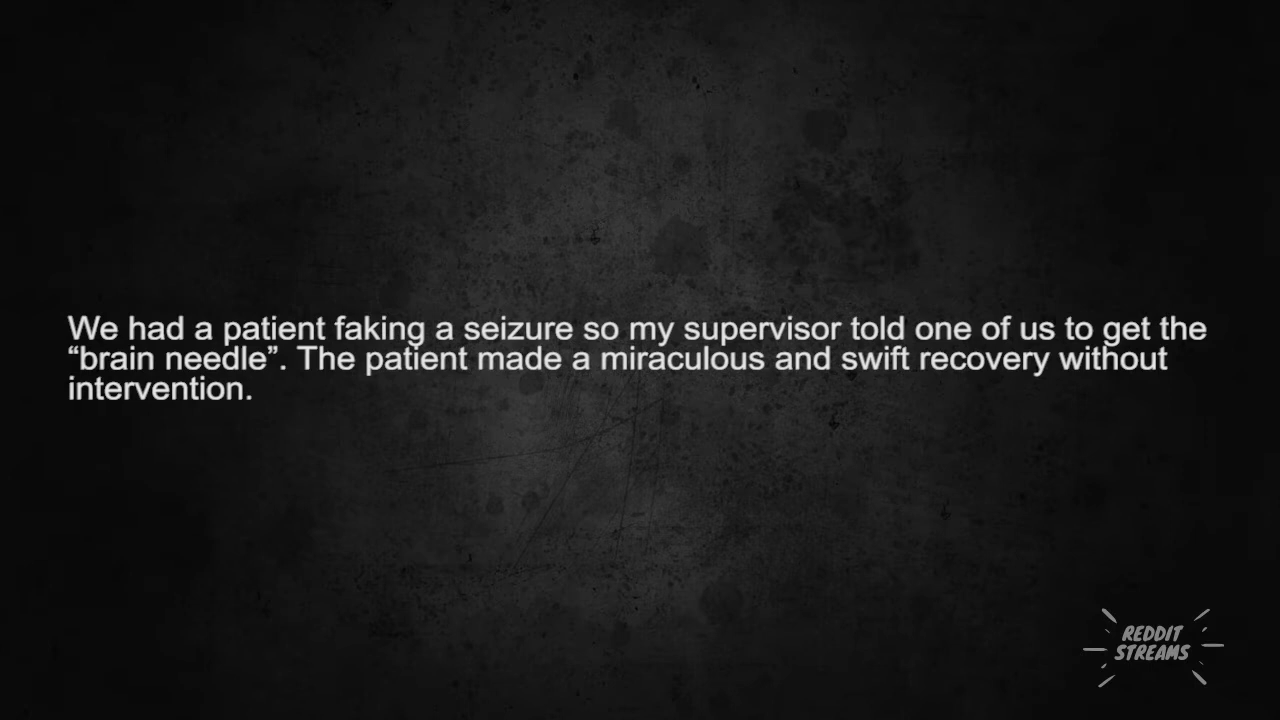 We had a patient faking a seizure so my supervisor told one of us to get the
“brain needle”. The patient made a miraculous and swift recovery without
intervention.
REDDIT
STREAMS